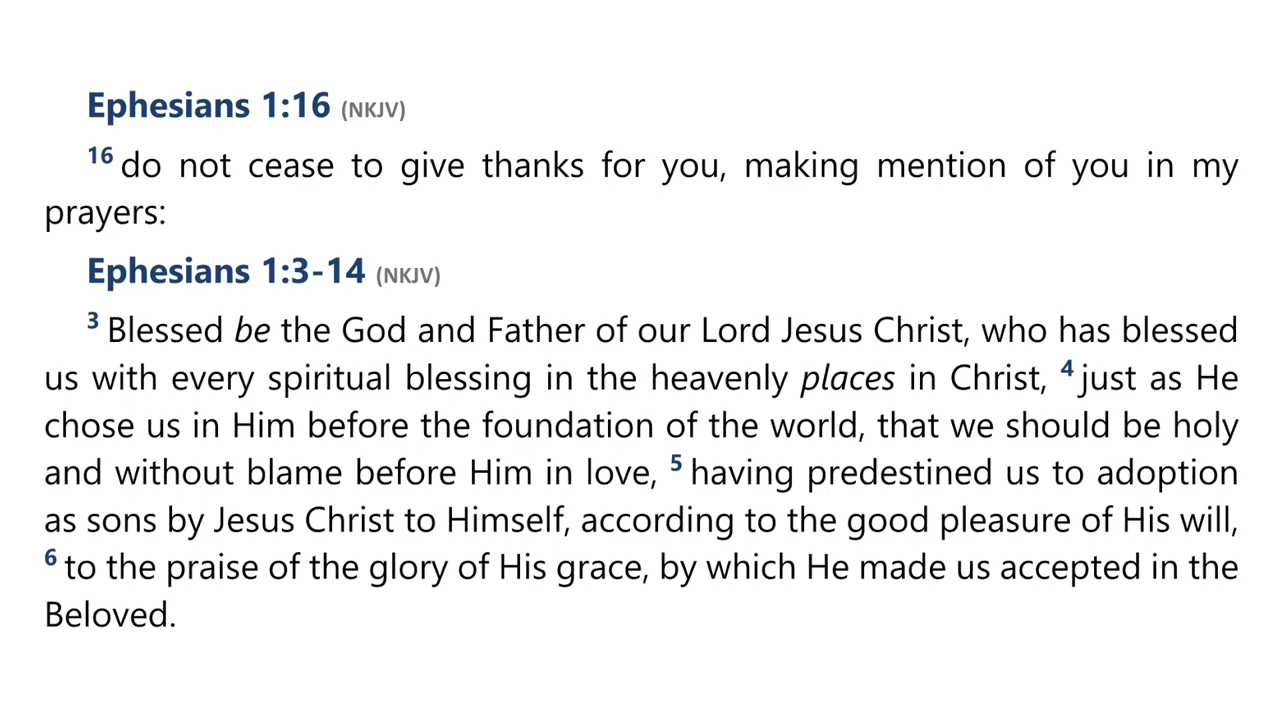 Ephesians 1:16 (NKJV)
16 do not cease to give thanks for you, making mention of you in my
prayers:
Ephesians 1:3-14 (NKJV)
3 Blessed be the God and Father of our Lord Jesus Christ, who has blessed
us with every spiritual blessing in the heavenly places in Christ, 4 just as He
chose us in Him before the foundation of the world, that we should be holy
and without blame before Him in love, 5 having predestined us to adoption
as sons by Jesus Christ to Himself, according to the good pleasure of His will,
6 to the praise of the glory of His grace, by which He made us accepted in the
Beloved.